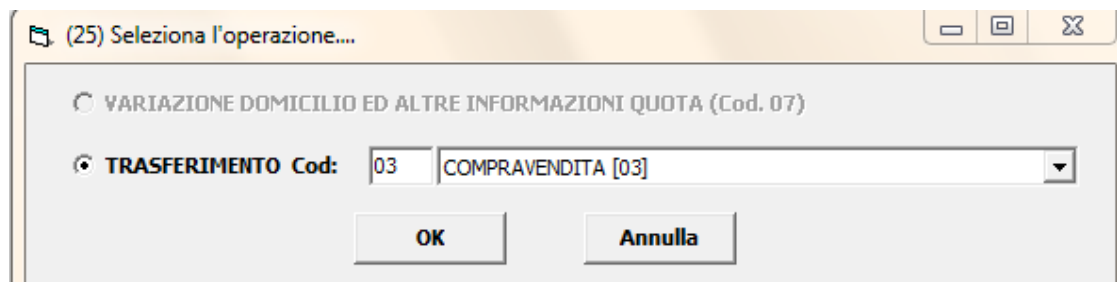 (25) Seleziona l'operazione....
VARIAZIONE DOMICILIO ED ALTRE INFORMAZIONI QUOTA (Cod. 07)
TRASFERIMENTO Cod: 03 COMPRAVENDITA [03]
OK Annulla